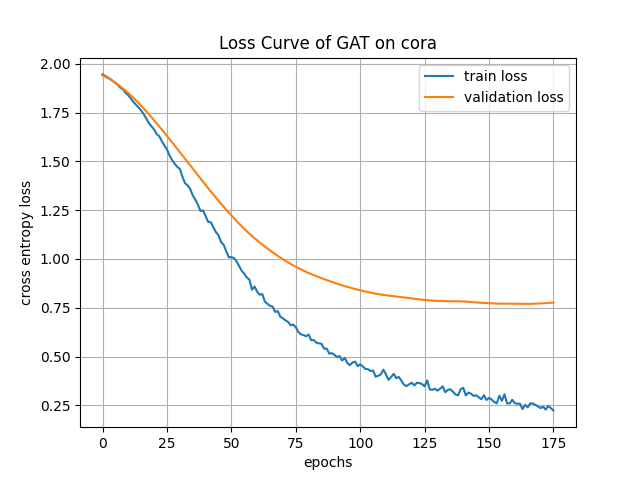 Loss Curve of GAT on cora
2.00
1.75
1.50
1.25
1.00
0.75
0.50
0.25
cross entropy loss
train loss
validation loss
0 25 50 75 100 125 150 175
epochs